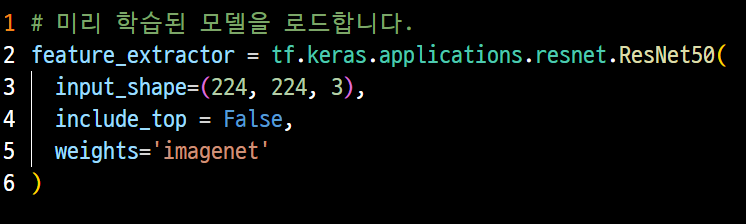 1 # 미리 학습된 모델을 로드합니다.
2 feature_extractor = tf.keras.applications.resnet.ResNet50(
3   input_shape=(224, 224, 3),
4   include_top = False,
5   weights='imagenet'
6 )